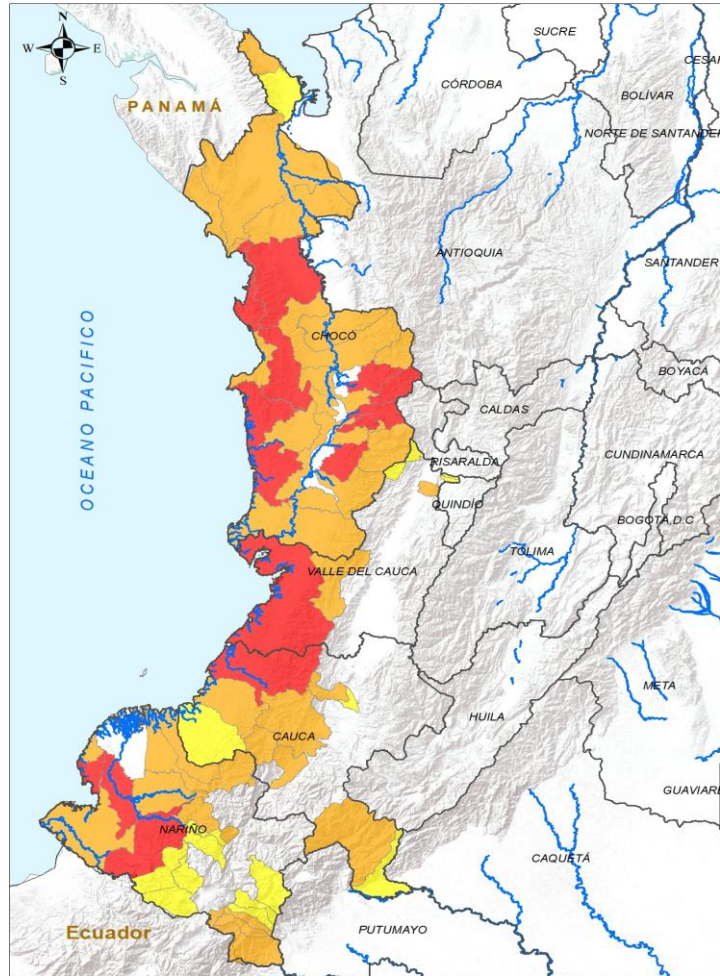 N
W E
S
SUCRE
CESAR
CÓRDOBA
BOLÍVAR
PANAMÁ
NORTE DE SANTANDER
ANTIOQUIA
SANTANDER
OCEANO PACIFICO
CHOCÓ
BOYACÁ
CALDAS
CUNDINAMARCA
RISARALDA
QUINDÍO
BOGOTÁ,D.C
TOLIMA
VALLE DEL CAUCA
META
HUILA
CAUCA
GUAVIARE
NARIÑO
CAQUETÁ
Ecuador
PUTUMAYO